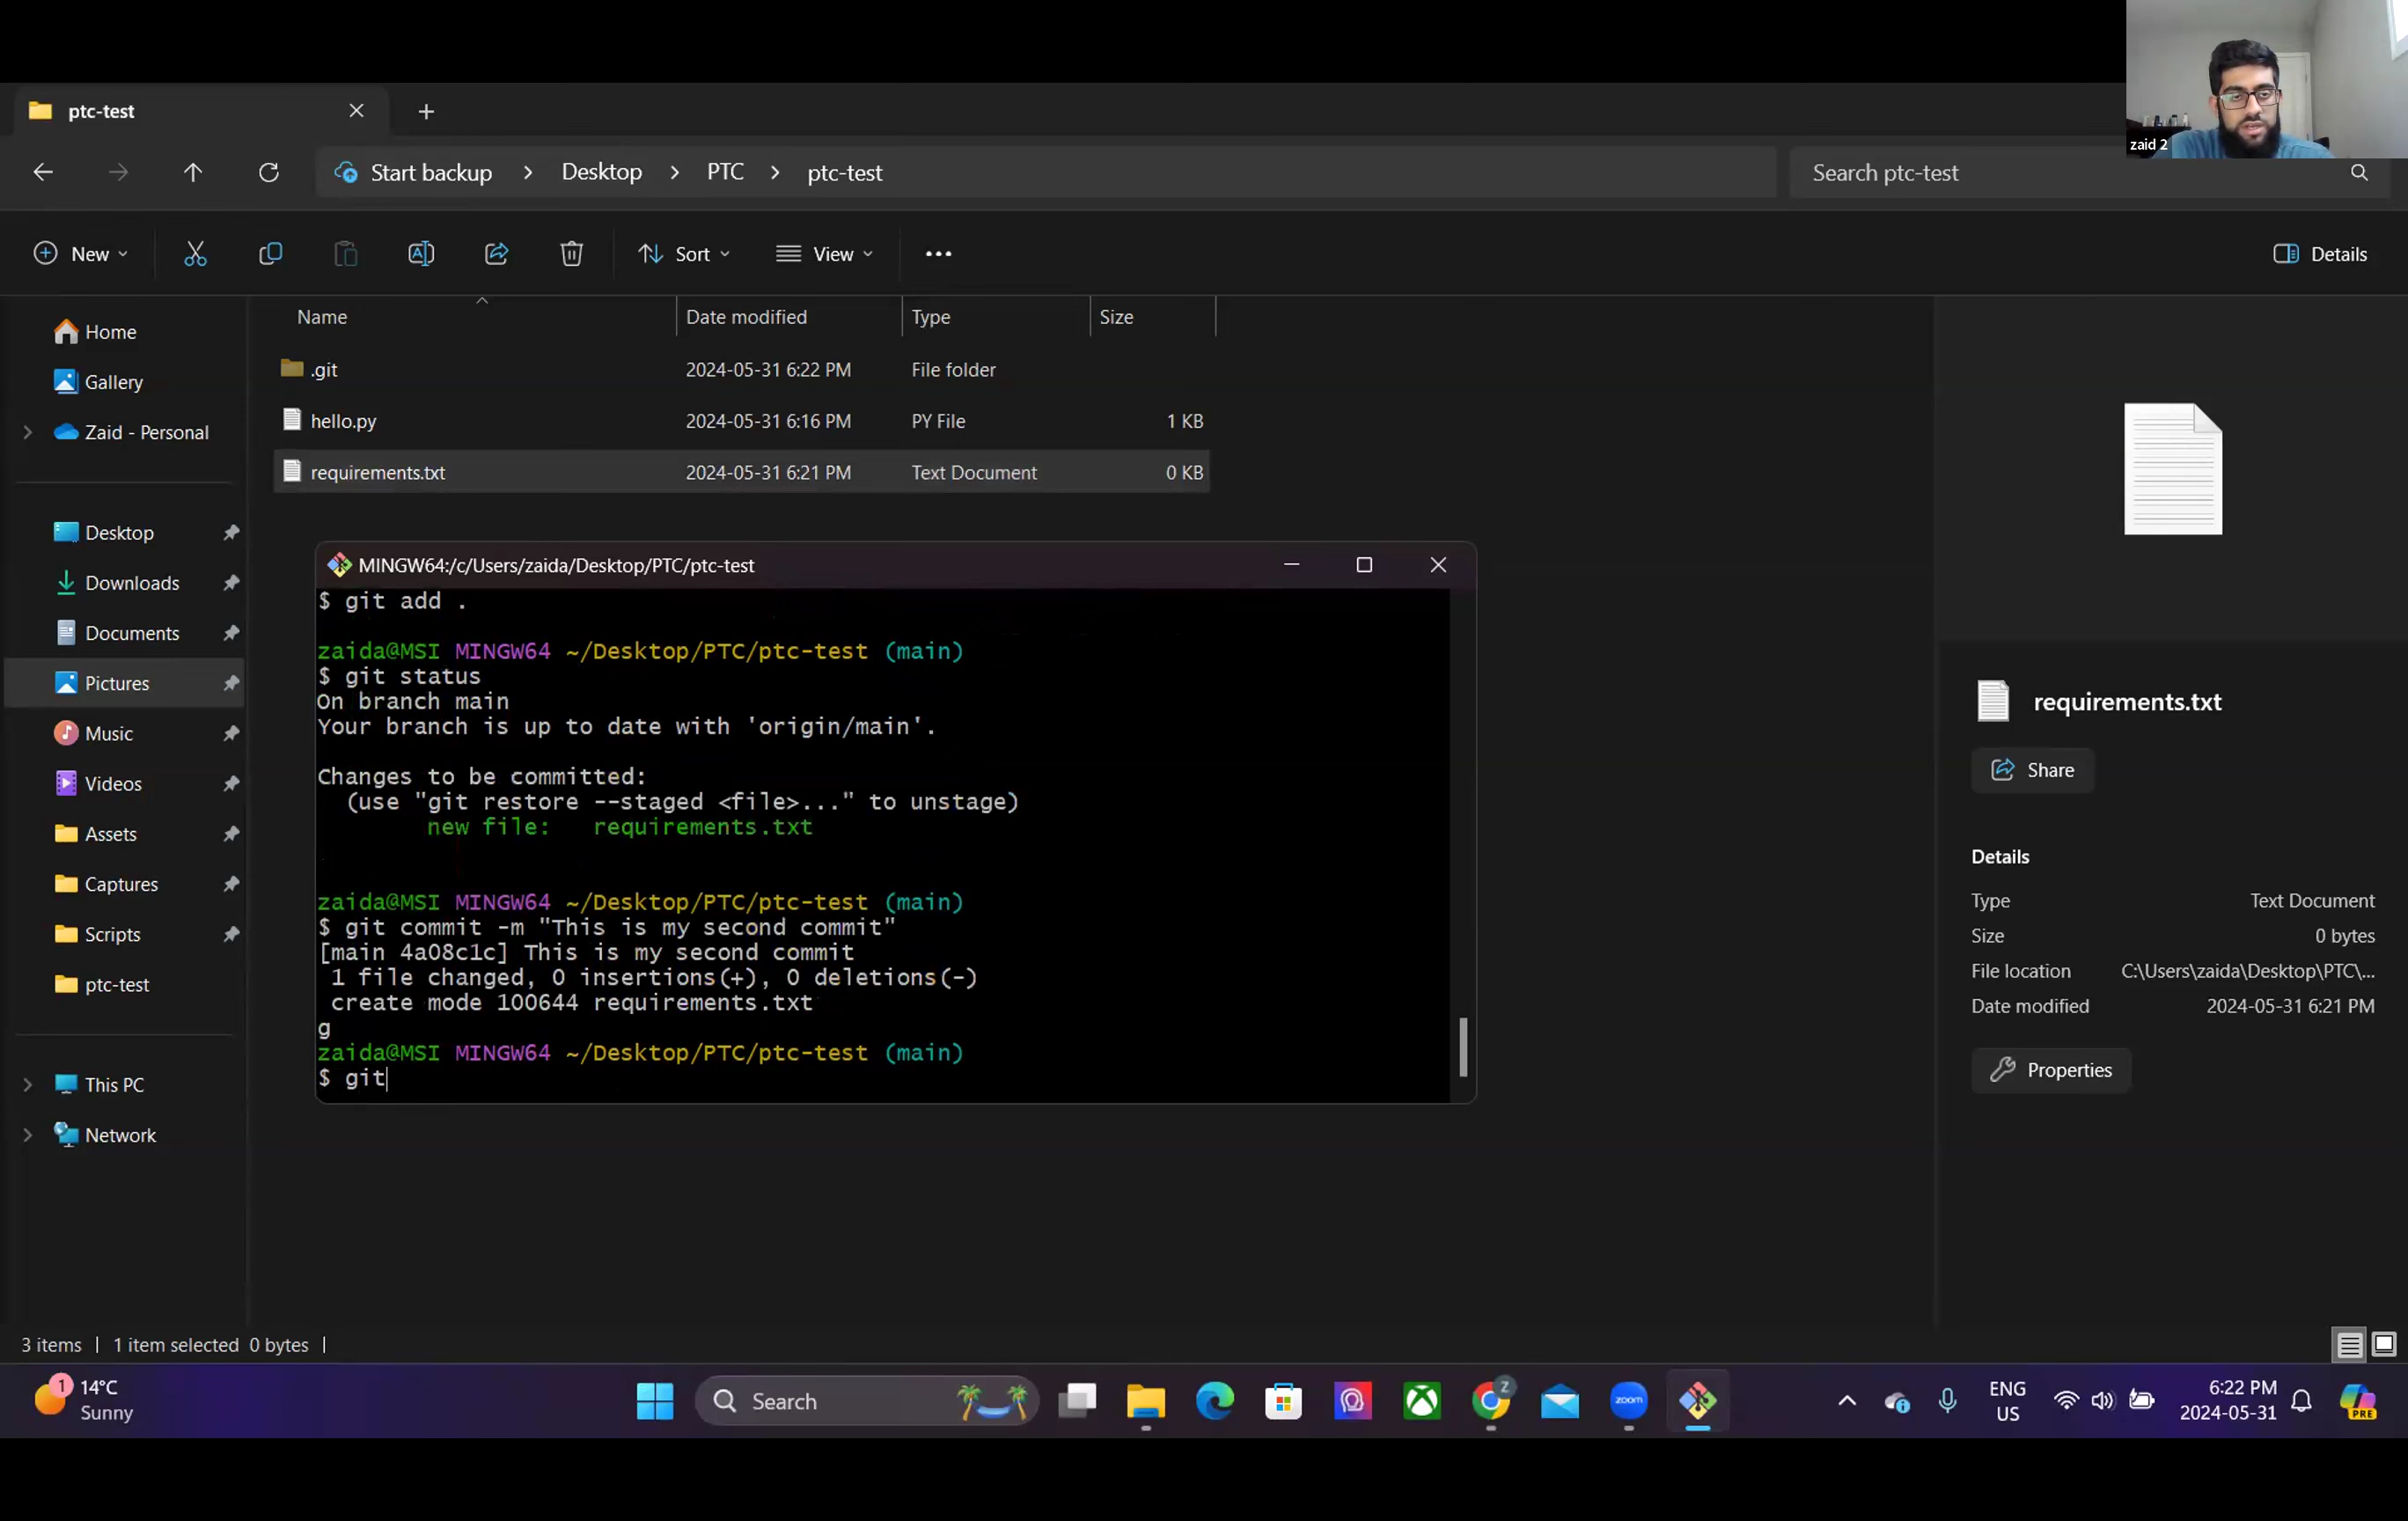 zaid 2
ptc-test
Start backup > Desktop > PTC > ptc-test
Search ptc-test
New
Sort
View
Details
Name Date modified Type Size
.git 2024-05-31 6:22 PM File folder
hello.py 2024-05-31 6:16 PM PY File 1 KB
requirements.txt 2024-05-31 6:21 PM Text Document 0 KB
Home
Gallery
Zaid - Personal
Desktop
Downloads
Documents
Pictures
Music
Videos
Assets
Captures
Scripts
ptc-test
This PC
Network
MINGW64:/c/Users/zaida/Desktop/PTC/ptc-test
$ git add .
zaida@MSI MINGW64 ~/Desktop/PTC/ptc-test (main)
$ git status
On branch main
Your branch is up to date with 'origin/main'.
Changes to be committed:
(use "git restore --staged <file>..." to unstage)
new file: requirements.txt
zaida@MSI MINGW64 ~/Desktop/PTC/ptc-test (main)
$ git commit -m "This is my second commit"
[main 4a08c1c] This is my second commit
1 file changed, 0 insertions(+), 0 deletions(-)
create mode 100644 requirements.txt
g
zaida@MSI MINGW64 ~/Desktop/PTC/ptc-test (main)
$ git
requirements.txt
Share
Details
Type Text Document
Size 0 bytes
File location C:\Users\zaida\Desktop\PTC\...
Date modified 2024-05-31 6:21 PM
Properties
3 items | 1 item selected 0 bytes |
1
14°C
Sunny
Search
Z
zoom
ENG
US
6:22 PM
2024-05-31
PRE